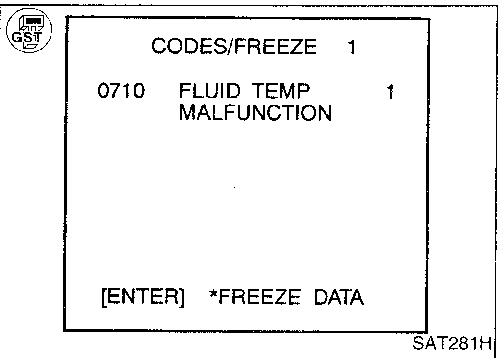 GST
CODES/FREEZE 1
0710 FLUID TEMP 1
MALFUNCTION
[ENTER] *FREEZE DATA
SAT281H